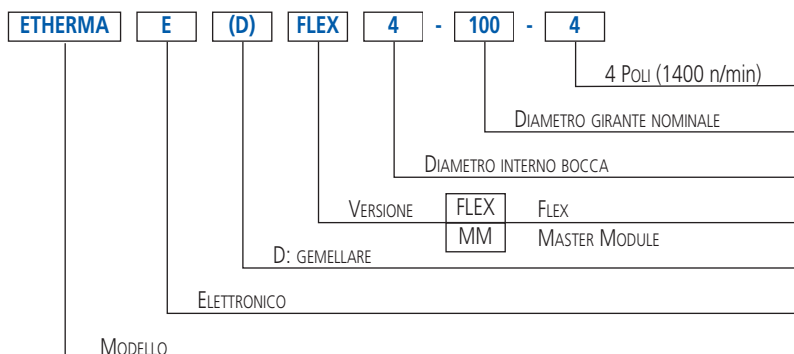 ETHERMA E (D) FLEX 4 - 100 - 4
4 Poli (1400 n/min)
Diametro girante nominale
Diametro interno bocca
Versione FLEX Flex
MM Master Module
D: gemellare
Elettronico
Modello